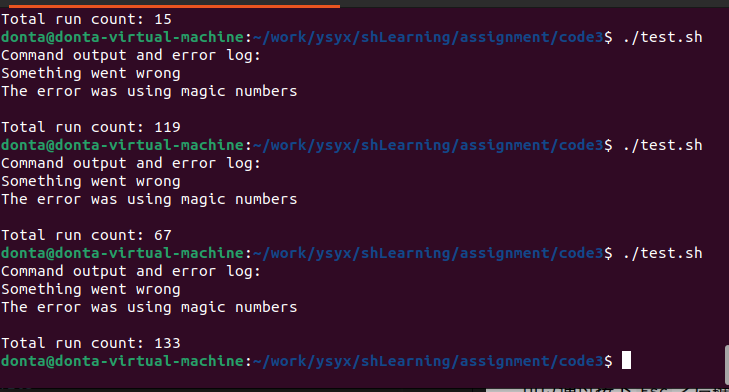 Total run count: 15
donta@donta-virtual-machine:~/work/ysyx/shLearning/assignment/code3$ ./test.sh
Command output and error log:
Something went wrong
The error was using magic numbers
Total run count: 119
donta@donta-virtual-machine:~/work/ysyx/shLearning/assignment/code3$ ./test.sh
Command output and error log:
Something went wrong
The error was using magic numbers
Total run count: 67
donta@donta-virtual-machine:~/work/ysyx/shLearning/assignment/code3$ ./test.sh
Command output and error log:
Something went wrong
The error was using magic numbers
Total run count: 133
donta@donta-virtual-machine:~/work/ysyx/shLearning/assignment/code3$